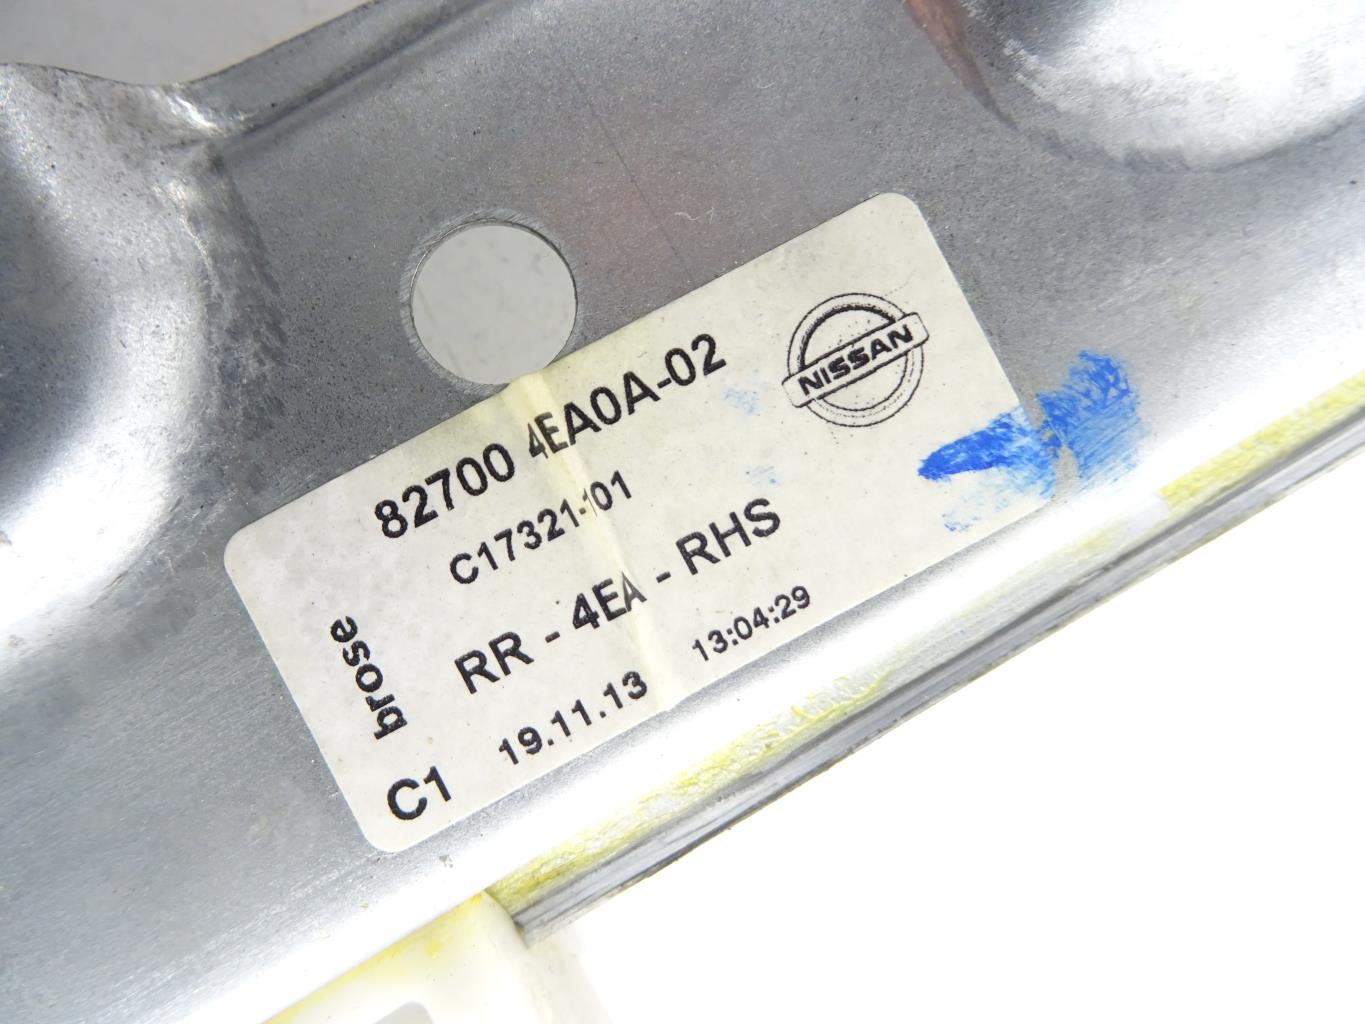 NISSAN
82700 4EA0A-02
C17321-101
RR - 4EA - RHS
19.11.13 13:04:29
brose
C1